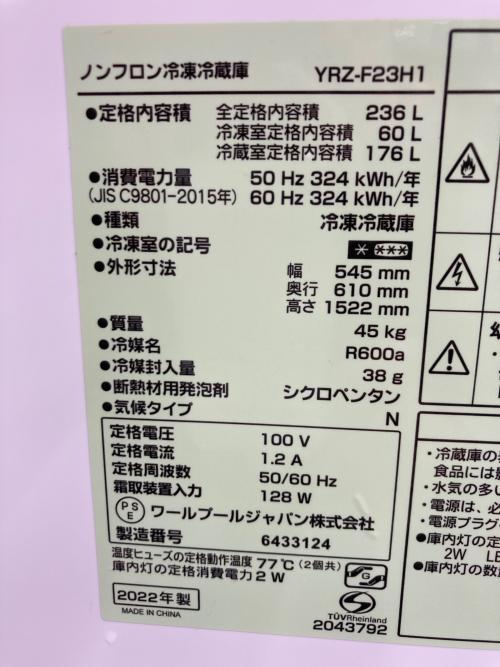 ノンフロン冷凍冷蔵庫 YRZ-F23H1
●定格内容積 全定格内容積 236 L
冷凍室定格内容積 60 L
冷蔵室定格内容積 176 L
●消費電力量 50 Hz 324 kWh/年
(JIS C9801-2015年) 60 Hz 324 kWh/年
●種類 冷凍冷蔵庫
●冷凍室の記号
●外形寸法 幅 545 mm
奥行 610 mm
高さ 1522 mm
●質量 45 kg
●冷媒名 R600a
●冷媒封入量 38 g
●断熱材用発泡剤 シクロペンタン
●気候タイプ N
定格電圧 100 V
定格電流 1.2 A
定格周波数 50/60 Hz
霜取装置入力 128 W
PSE ワールプールジャパン株式会社
製造番号 6433124
温度ヒューズの定格動作温度 77℃ (2個共)
庫内灯の定格消費電力 2 W
2022年製
MADE IN CHINA
G
S
TÜVRheinland
2043792
・冷蔵庫の
食品には
・水気の多い
・電源は、必
・電源プラグ
●庫内灯の定
2W LE
●庫内灯の数